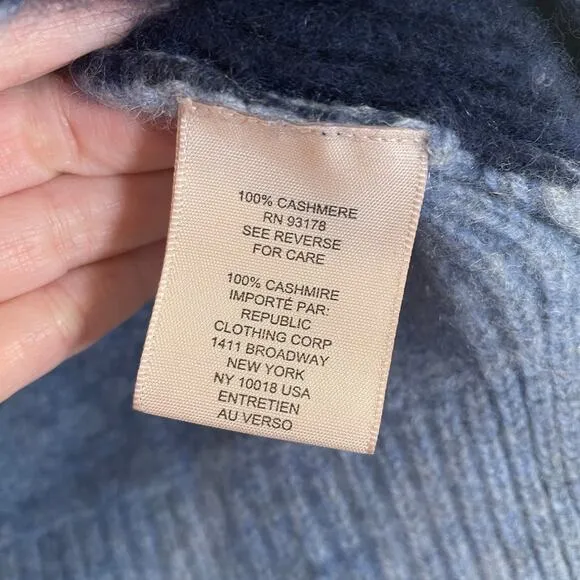 100% CASHMERE
RN 93178
SEE REVERSE
FOR CARE
100% CASHMIRE
IMPORTÉ PAR:
REPUBLIC
CLOTHING CORP
1411 BROADWAY
NEW YORK
NY 10018 USA
ENTRETIEN
AU VERSO